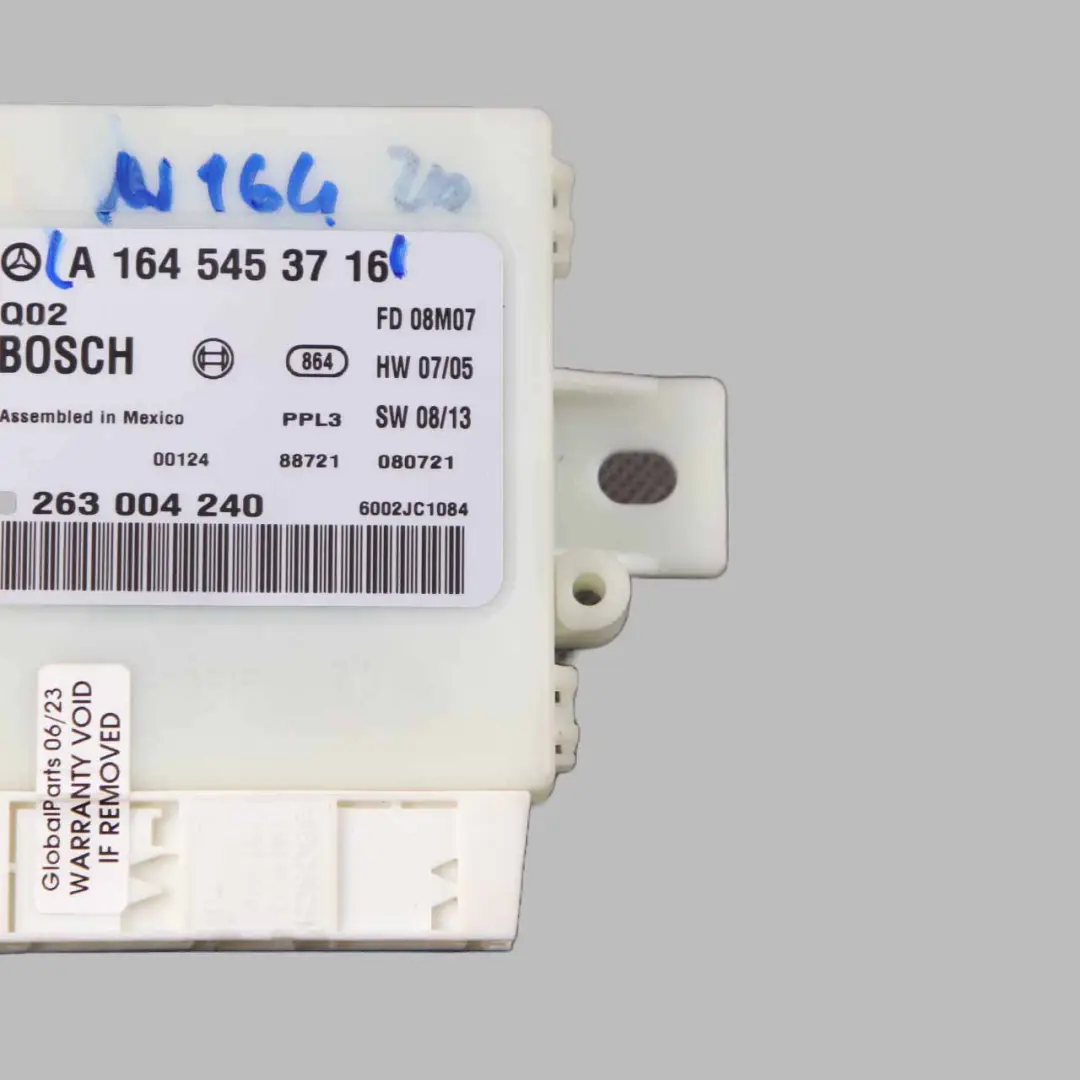 W164
A 164 545 37 16
Q02
FD 08M07
BOSCH
864
HW 07/05
Assembled in Mexico
PPL3
SW 08/13
00124
88721
080721
263 004 240
6002JC1084
GlobalParts 06/23
WARRANTY VOID
IF REMOVED